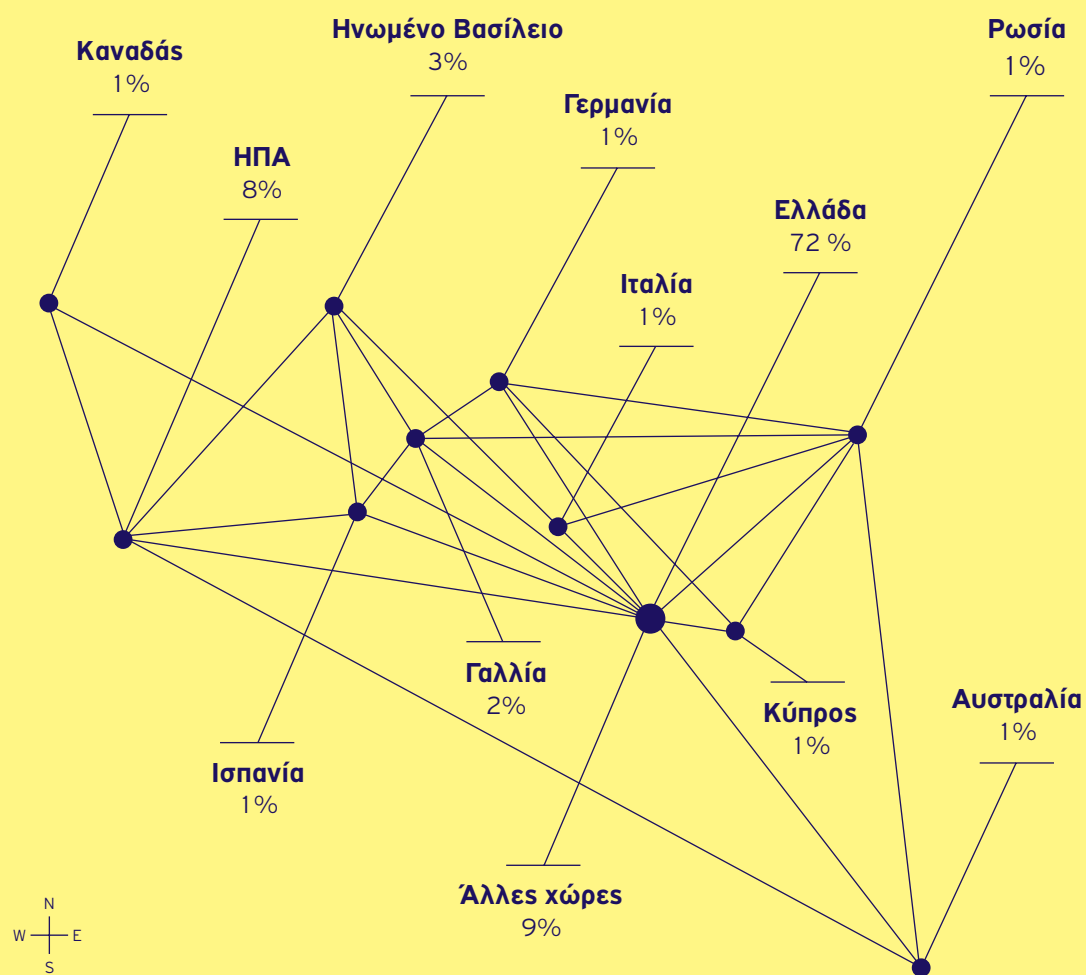 Καναδάς
1%
Ηνωμένο Βασίλειο
3%
Ρωσία
1%
Γερμανία
1%
ΗΠΑ
8%
Ελλάδα
72 %
Ιταλία
1%
Γαλλία
2%
Κύπρος
1%
Αυστραλία
1%
Ισπανία
1%
Άλλες χώρες
9%
N
W E
S